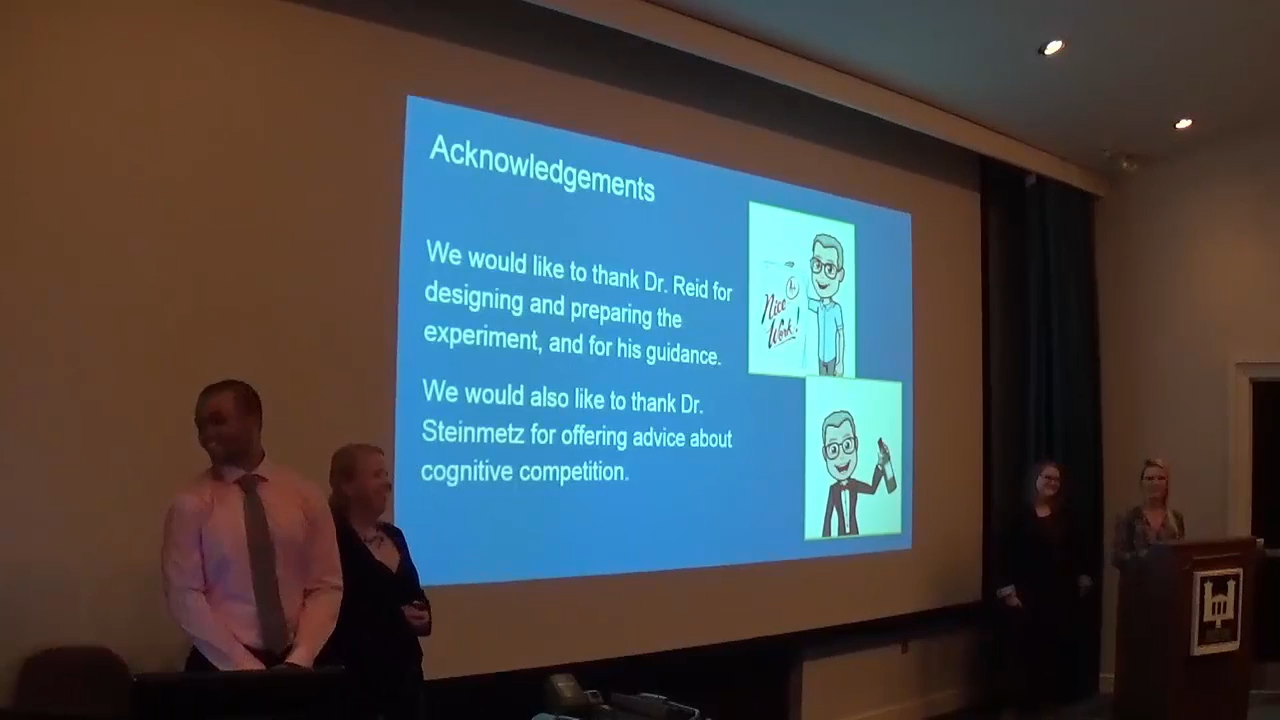 Acknowledgements
We would like to thank Dr. Reid for
designing and preparing the
experiment, and for his guidance.
We would also like to thank Dr.
Steinmetz for offering advice about
cognitive competition.
A+
Nice
Work!